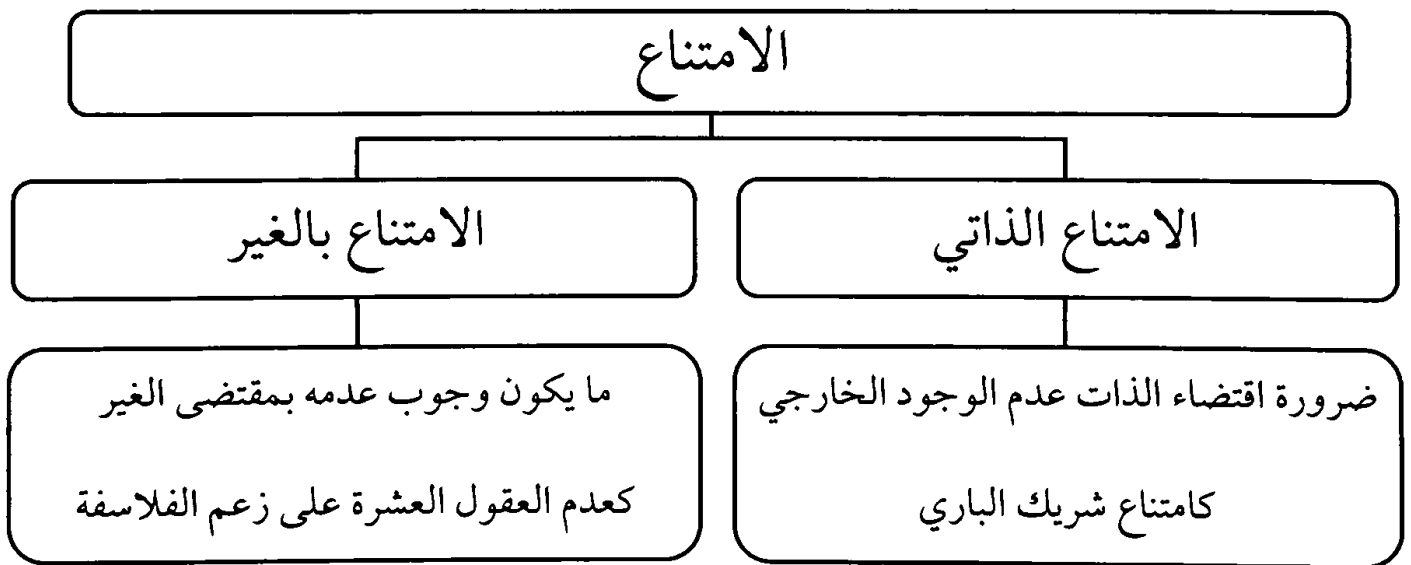 الامتناع
الامتناع الذاتي
الامتناع بالغير
ضرورة اقتضاء الذات عدم الوجود الخارجي
كامتناع شريك الباري
ما يكون وجوب عدمه بمقتضى الغير
كعدم العقول العشرة على زعم الفلاسفة